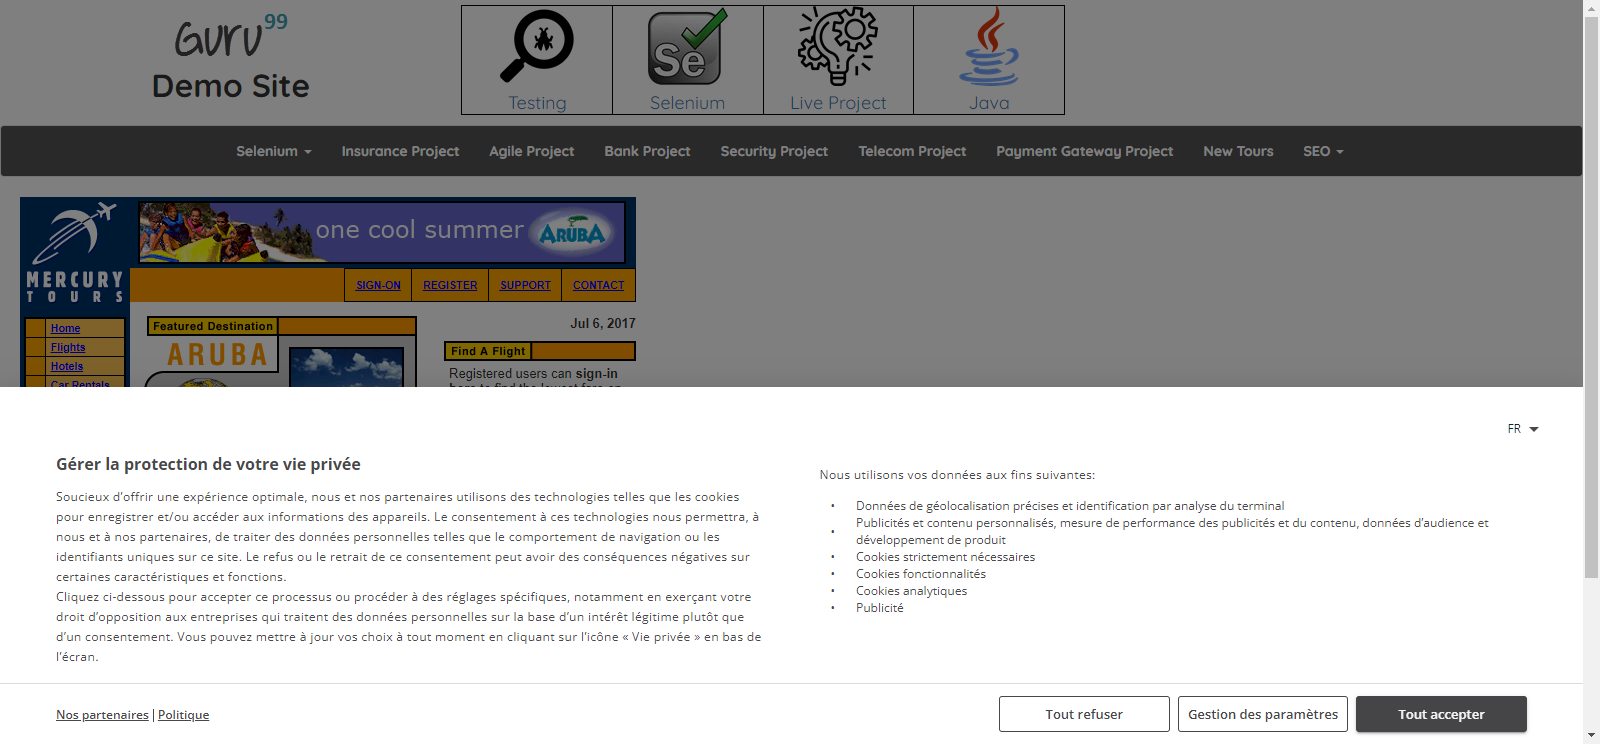 Guru99
Demo Site
Testing
Se
Selenium
Live Project
Java
Selenium
Insurance Project
Agile Project
Bank Project
Security Project
Telecom Project
Payment Gateway Project
New Tours
SEO
one cool summer
ARUBA
MERCURY
TOURS
SIGN-ON
REGISTER
SUPPORT
CONTACT
Home
Flights
Hotels
Car Rentals
Featured Destination
ARUBA
Jul 6, 2017
Find A Flight
Registered users can sign-in
here to find the lowest fare on
FR
Gérer la protection de votre vie privée
Soucieux d’offrir une expérience optimale, nous et nos partenaires utilisons des technologies telles que les cookies
pour enregistrer et/ou accéder aux informations des appareils. Le consentement à ces technologies nous permettra, à
nous et à nos partenaires, de traiter des données personnelles telles que le comportement de navigation ou les
identifiants uniques sur ce site. Le refus ou le retrait de ce consentement peut avoir des conséquences négatives sur
certaines caractéristiques et fonctions.
Cliquez ci-dessous pour accepter ce processus ou procéder à des réglages spécifiques, notamment en exerçant votre
droit d’opposition aux entreprises qui traitent des données personnelles sur la base d’un intérêt légitime plutôt que
d’un consentement. Vous pouvez mettre à jour vos choix à tout moment en cliquant sur l’icône « Vie privée » en bas de
l’écran.
Nous utilisons vos données aux fins suivantes:
• Données de géolocalisation précises et identification par analyse du terminal
• Publicités et contenu personnalisés, mesure de performance des publicités et du contenu, données d’audience et
développement de produit
• Cookies strictement nécessaires
• Cookies fonctionnalités
• Cookies analytiques
• Publicité
Nos partenaires | Politique
Tout refuser
Gestion des paramètres
Tout accepter